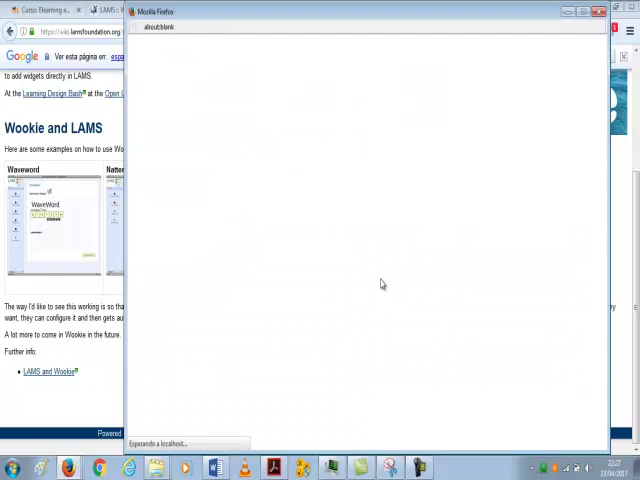 Curso: Elearning a...
LAMS :: W
Mozilla Firefox
about:blank
https://wiki.lamsfoundation.org/
Google
Ver esta página en:
espa
to add widgets directly in LAMS.
At the Learning Design Bash at the Open L
Wookie and LAMS
Here are some examples on how to use Wo
Waveword
Natter
WaveWord
The way I'd like to see this working is so tha
want, they can configure it and then gets au
A lot more to come in Wookie in the future.
Further info:
• LAMS and Wookie
Powered
Esperando a localhost...
22:27
23/04/2017